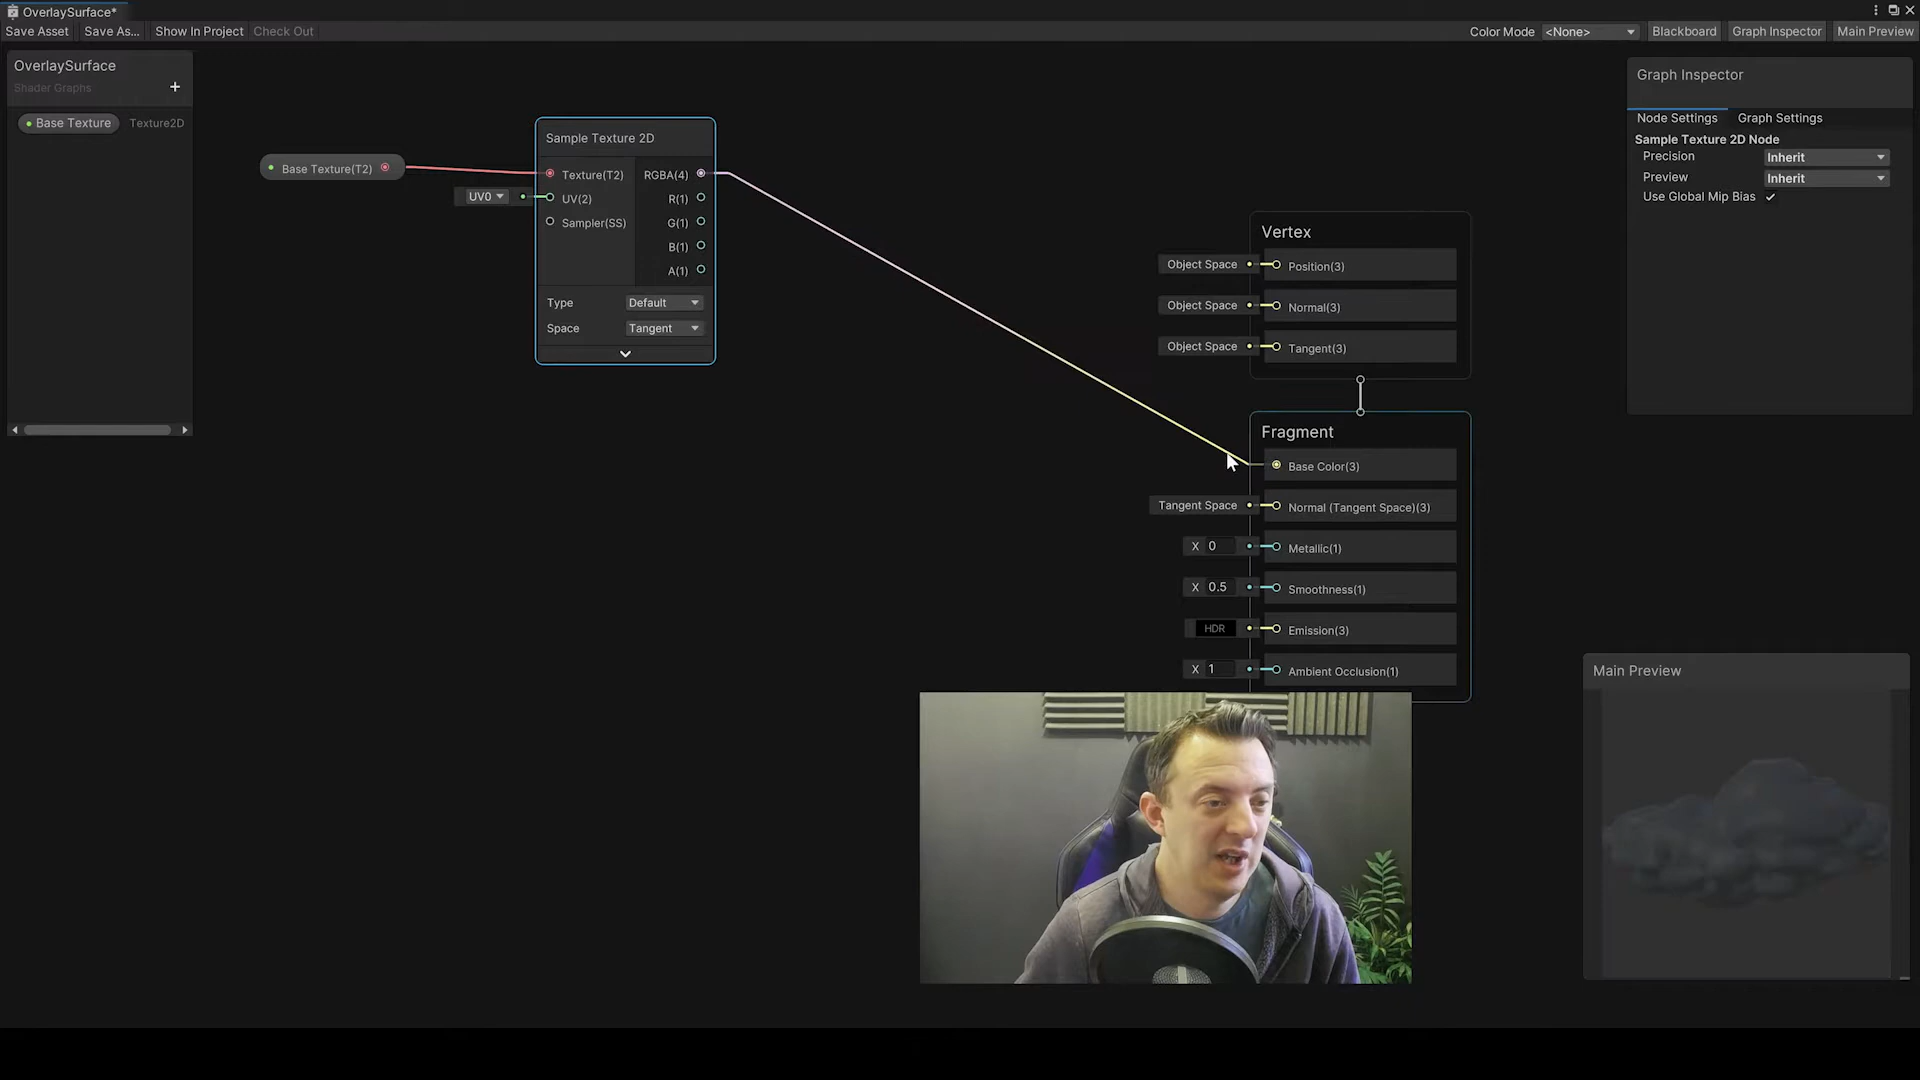 OverlaySurface*
Save Asset Save As... Show In Project Check Out Color Mode <None> Blackboard Graph Inspector Main Preview
OverlaySurface
Shader Graphs
+
Base Texture Texture2D
Base Texture(T2)
Sample Texture 2D
Texture(T2) RGBA(4)
UV0 UV(2) R(1)
Sampler(SS) G(1)
B(1)
A(1)
Type Default
Space Tangent
Vertex
Object Space Position(3)
Object Space Normal(3)
Object Space Tangent(3)
Fragment
Base Color(3)
Tangent Space Normal (Tangent Space)(3)
X 0 Metallic(1)
X 0.5 Smoothness(1)
HDR Emission(3)
X 1 Ambient Occlusion(1)
Graph Inspector
Node Settings Graph Settings
Sample Texture 2D Node
Precision Inherit
Preview Inherit
Use Global Mip Bias
Main Preview